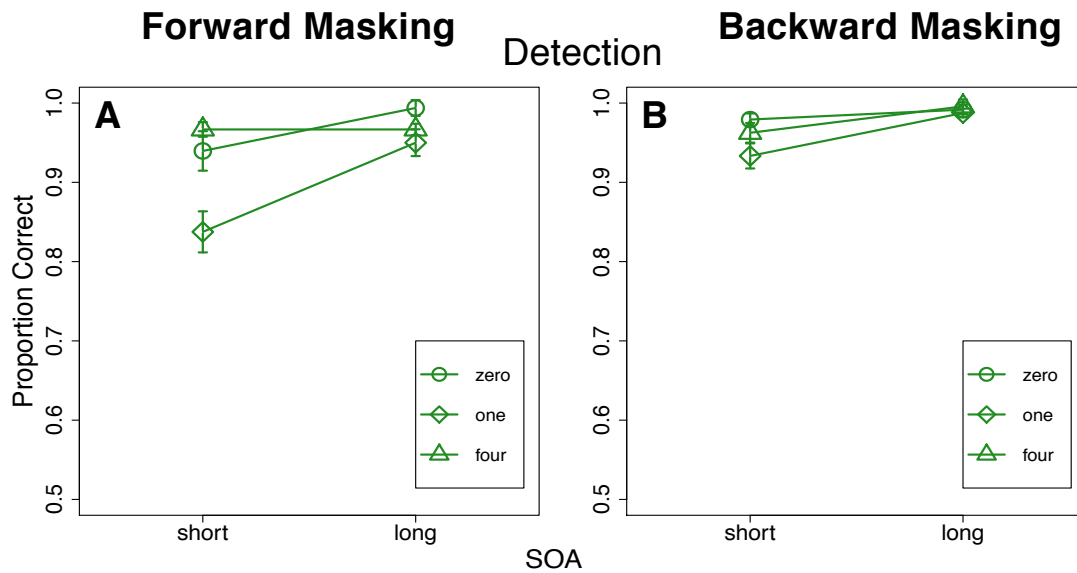 Forward Masking
Backward Masking
Detection
A
B
Proportion Correct
1.0
0.9
0.8
0.7
0.6
0.5
short
long
zero
one
four
1.0
0.9
0.8
0.7
0.6
0.5
short
long
zero
one
four
SOA